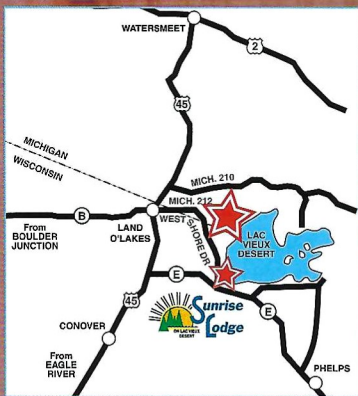 WATERSMEET
2
45
MICHIGAN
WISCONSIN
MICH. 210
MICH. 212
B
WEST
SHORE DR.
From
BOULDER
JUNCTION
LAND
O'LAKES
LAC
VIEUX
DESERT
E
45
Sunrise
Lodge
ON LAC VIEUX
DESERT
E
CONOVER
From
EAGLE
RIVER
PHELPS